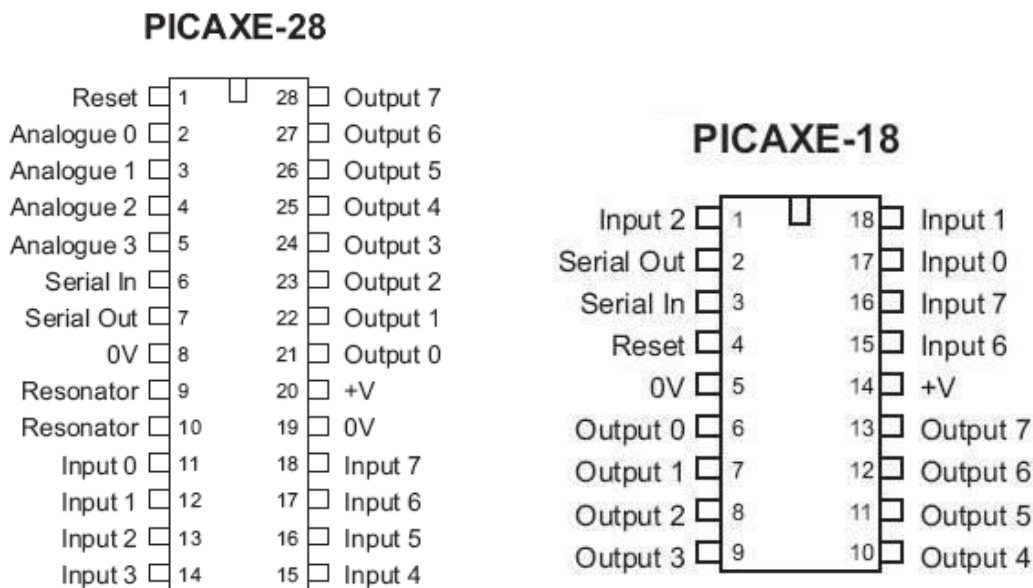 PICAXE-28
Reset 1 28 Output 7
Analogue 0 2 27 Output 6
Analogue 1 3 26 Output 5
Analogue 2 4 25 Output 4
Analogue 3 5 24 Output 3
Serial In 6 23 Output 2
Serial Out 7 22 Output 1
0V 8 21 Output 0
Resonator 9 20 +V
Resonator 10 19 0V
Input 0 11 18 Input 7
Input 1 12 17 Input 6
Input 2 13 16 Input 5
Input 3 14 15 Input 4
PICAXE-18
Input 2 1 18 Input 1
Serial Out 2 17 Input 0
Serial In 3 16 Input 7
Reset 4 15 Input 6
0V 5 14 +V
Output 0 6 13 Output 7
Output 1 7 12 Output 6
Output 2 8 11 Output 5
Output 3 9 10 Output 4